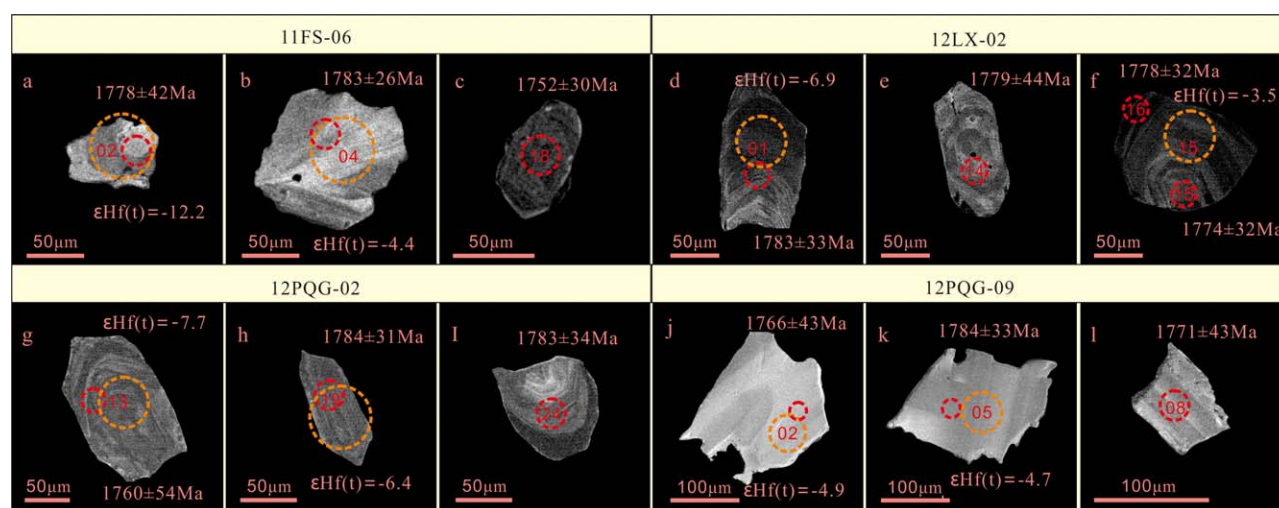 11FS-06
12LX-02
a
1778±42Ma
02
εHf(t)=-12.2
50μm
b
1783±26Ma
04
εHf(t)=-4.4
50μm
c
1752±30Ma
18
50μm
d
εHf(t)=-6.9
01
1783±33Ma
50μm
e
1779±44Ma
14
50μm
f
1778±32Ma
εHf(t)=-3.5
16
15
15
1774±32Ma
50μm
12PQG-02
12PQG-09
g
εHf(t)=-7.7
13
1760±54Ma
50μm
h
1784±31Ma
19
εHf(t)=-6.4
50μm
I
1783±34Ma
50μm
j
1766±43Ma
02
εHf(t)=-4.9
100μm
k
1784±33Ma
05
εHf(t)=-4.7
100μm
l
1771±43Ma
08
100μm